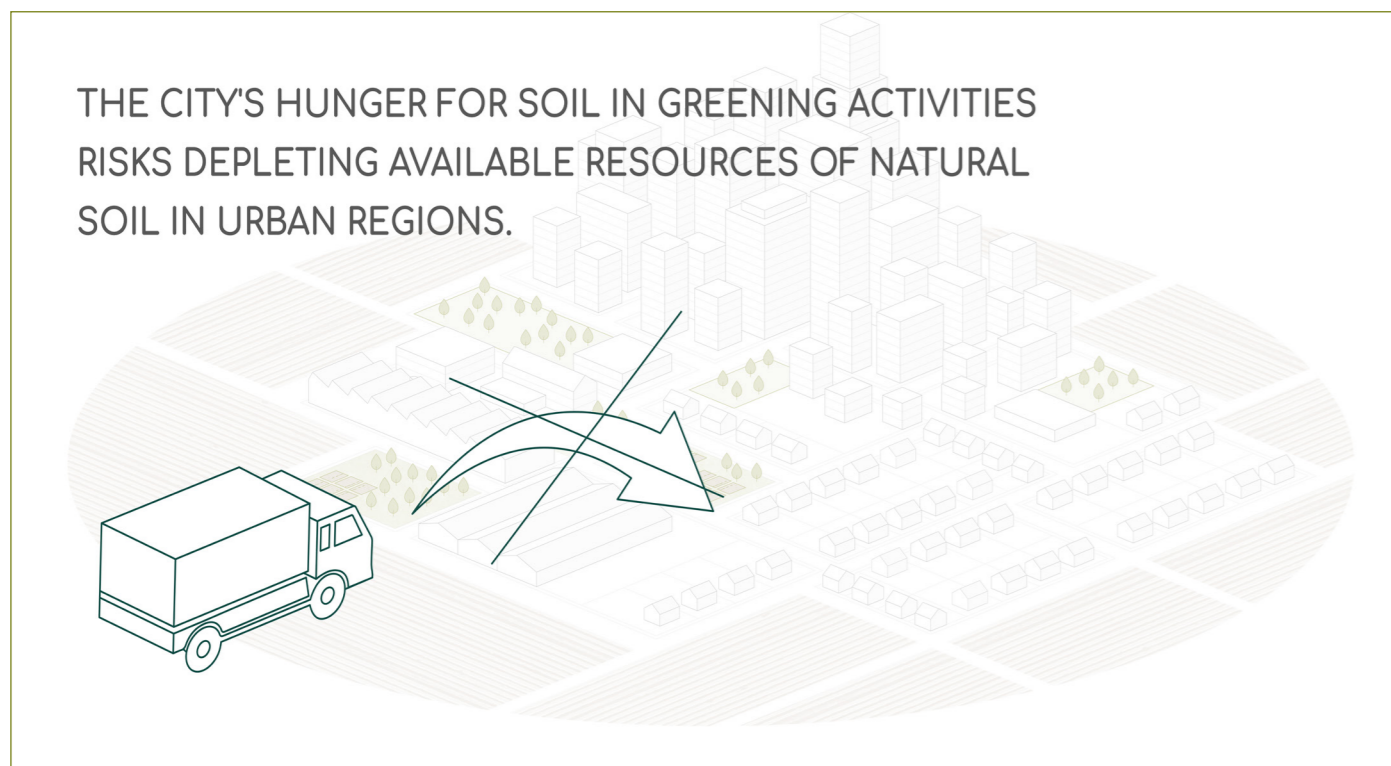 THE CITY'S HUNGER FOR SOIL IN GREENING ACTIVITIES
RISKS DEPLETING AVAILABLE RESOURCES OF NATURAL
SOIL IN URBAN REGIONS.